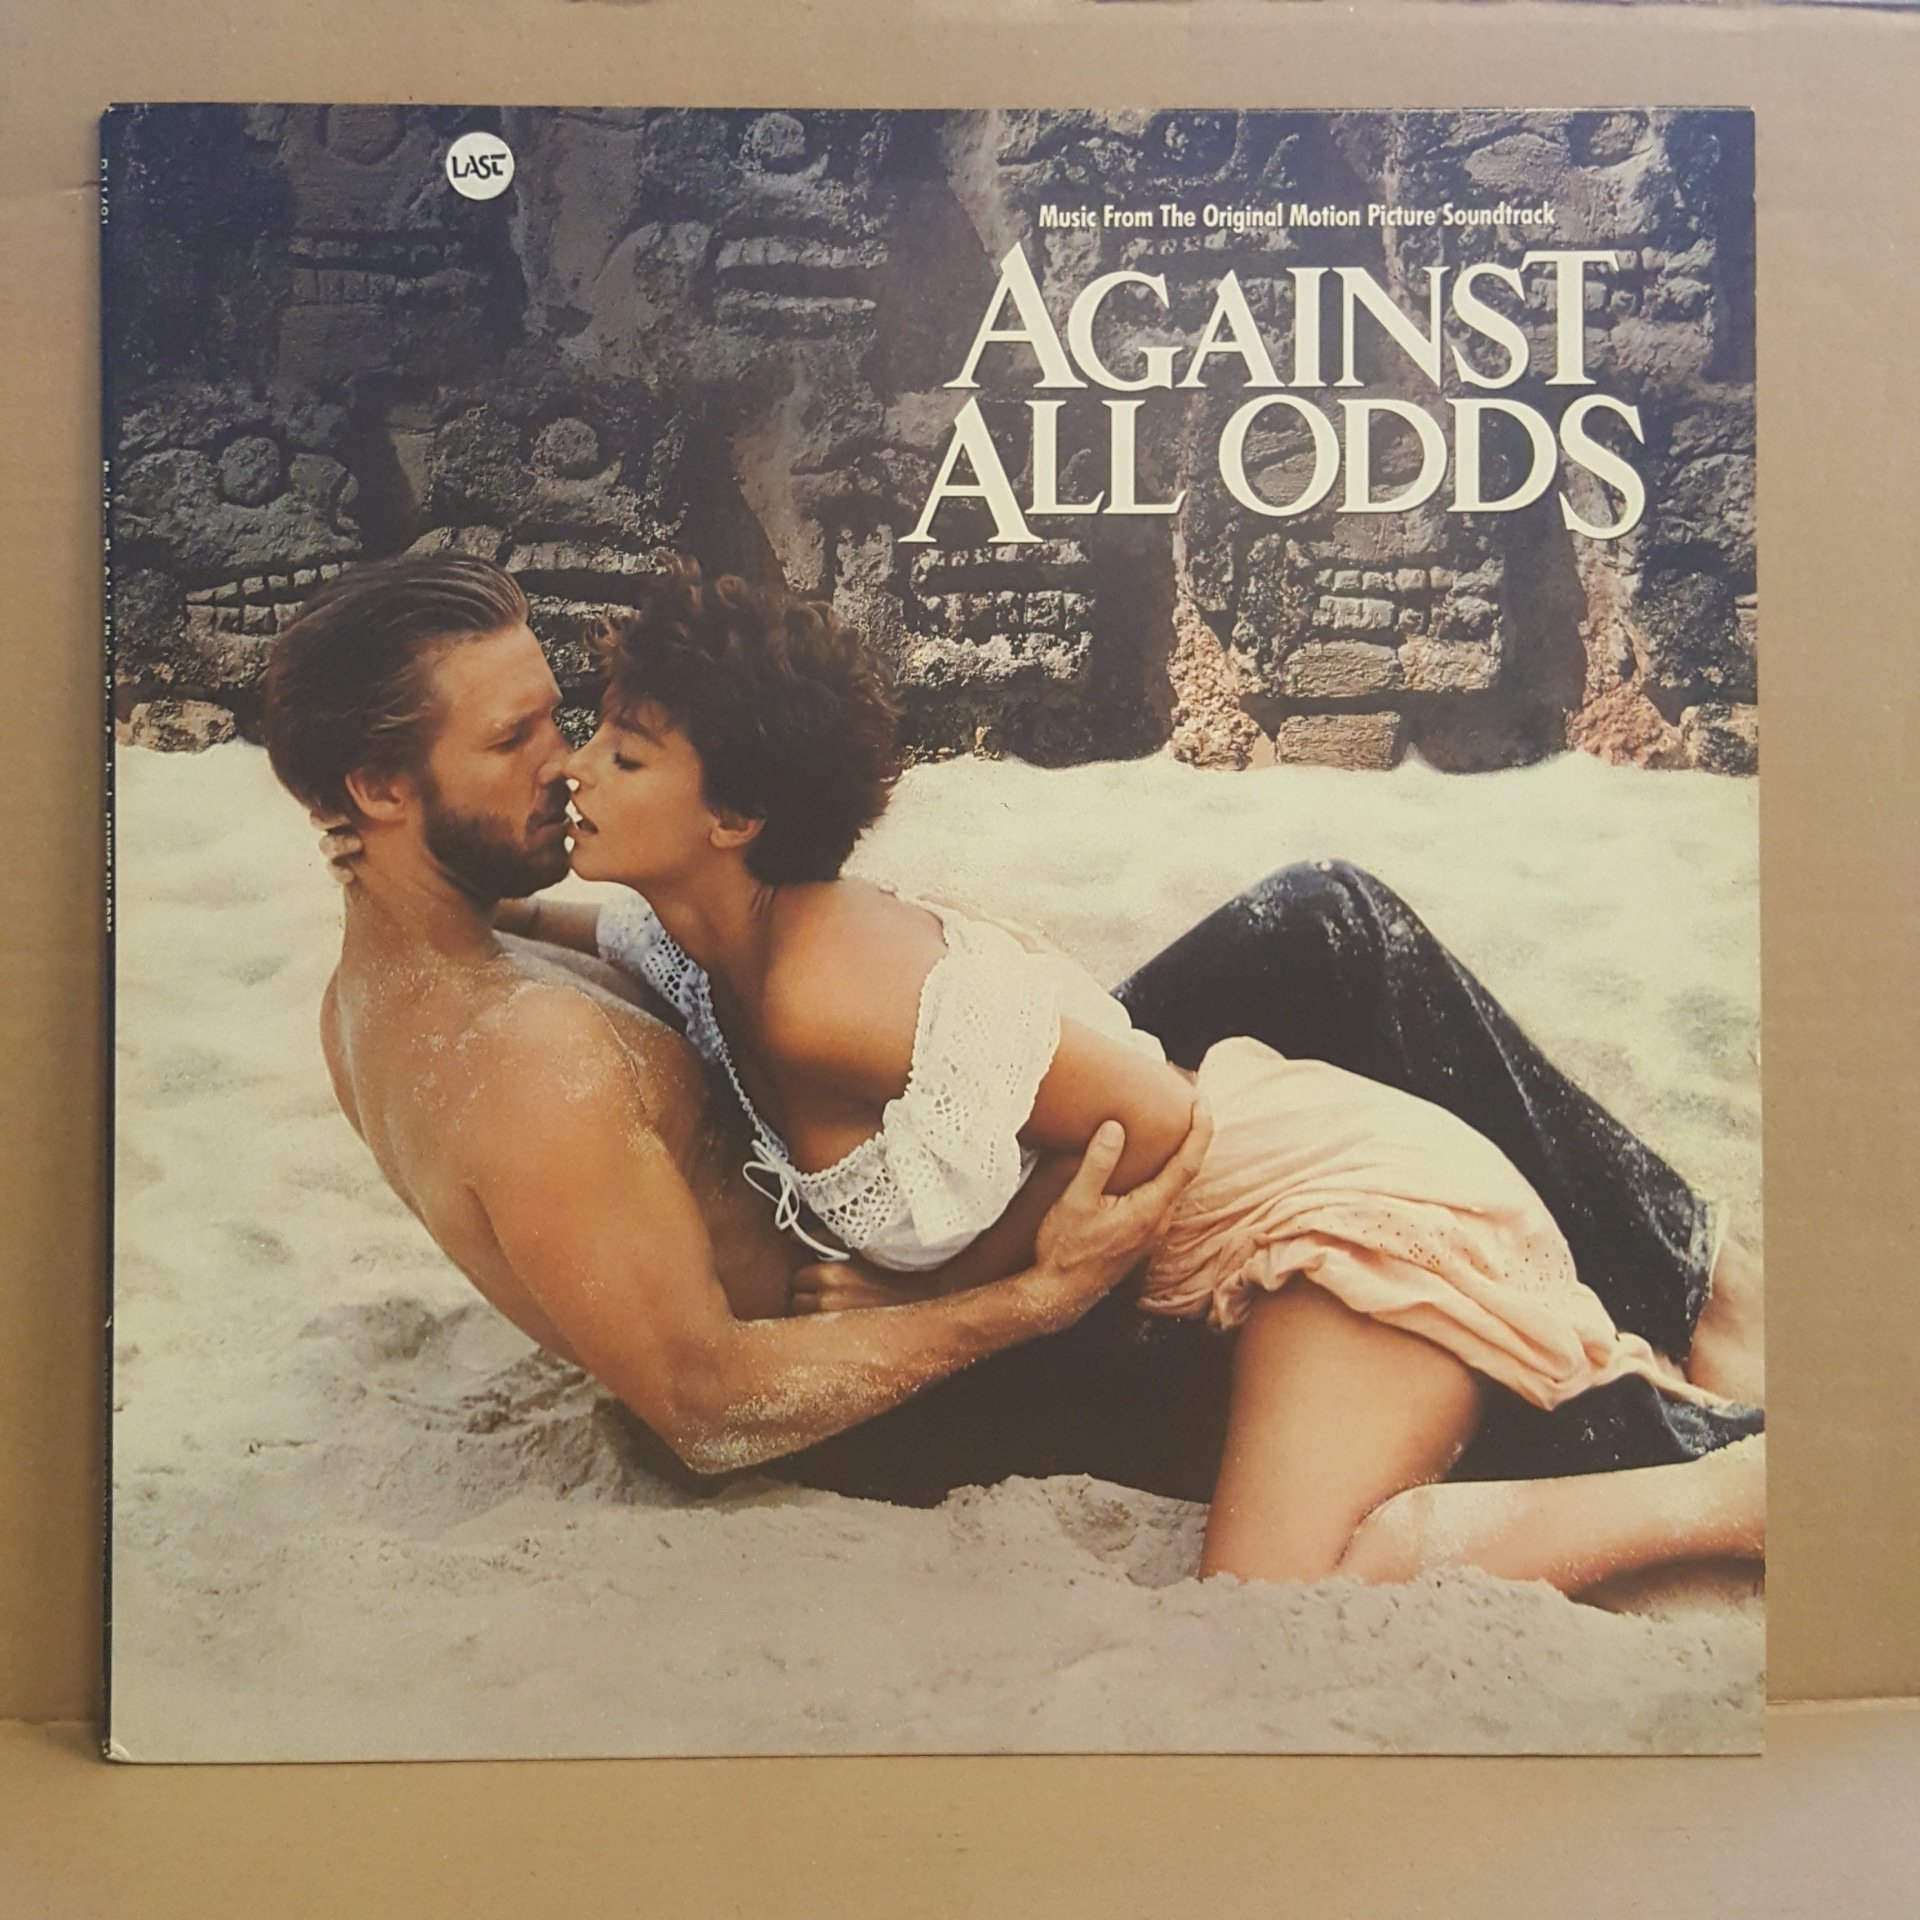 LAST
Music From The Original Motion Picture Soundtrack
AGAINST
ALL ODDS